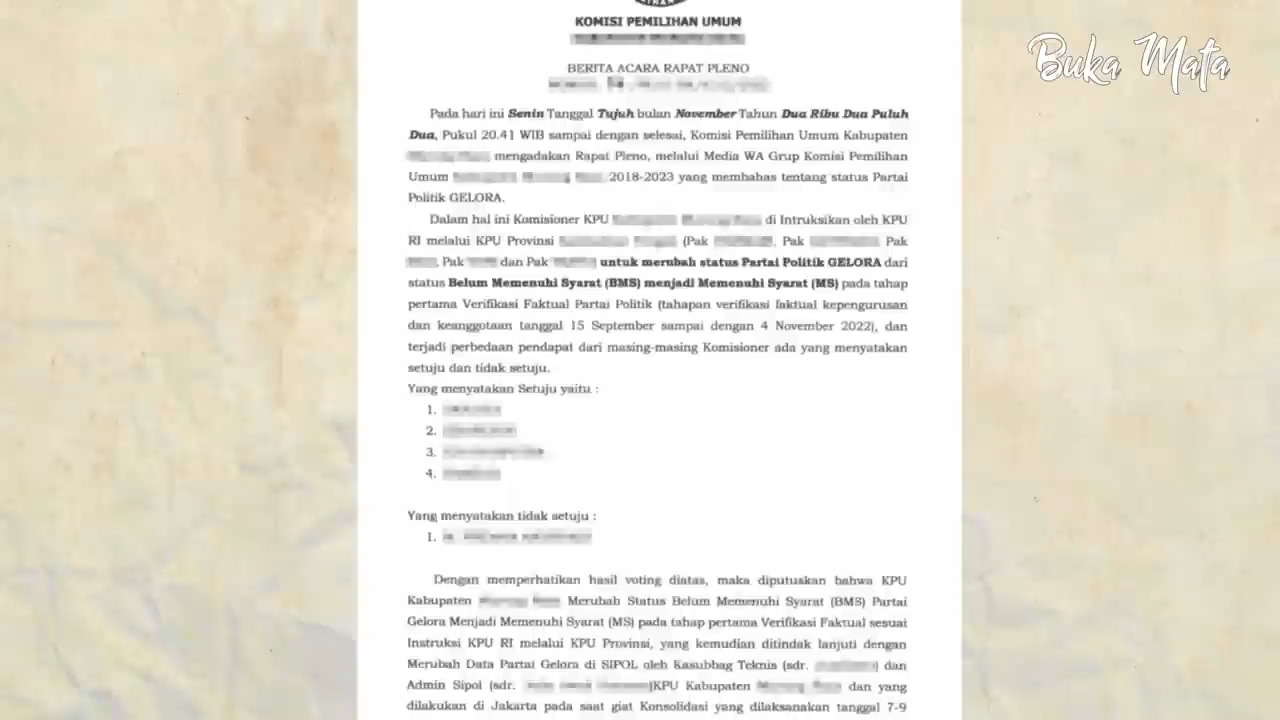 KOMISI PEMILIHAN UMUM
Buka Mata
BERITA ACARA RAPAT PLENO
Pada hari ini Senin Tanggal Tujuh bulan November Tahun Dua Ribu Dua Puluh
Dua, Pukul 20.41 WIB sampai dengan selesai, Komisi Pemilihan Umum Kabupaten
mengadakan Rapat Pleno, melalui Media WA Grup Komisi Pemilihan
Umum 2018-2023 yang membahas tentang status Partai
Politik GELORA.
Dalam hal ini Komisioner KPU di Intruksikan oleh KPU
RI melalui KPU Provinsi (Pak , Pak Pak
, Pak dan Pak untuk merubah status Partai Politik GELORA dari
status Belum Memenuhi Syarat (BMS) menjadi Memenuhi Syarat (MS) pada tahap
pertama Verifikasi Faktual Partai Politik (tahapan verifikasi faktual kepengurusan
dan keanggotaan tanggal 15 September sampai dengan 4 November 2022), dan
terjadi perbedaan pendapat dari masing-masing Komisioner ada yang menyatakan
setuju dan tidak setuju.
Yang menyatakan Setuju yaitu :
1.
2.
3.
4.
Yang menyatakan tidak setuju :
1.
Dengan memperhatikan hasil voting diatas, maka diputuskan bahwa KPU
Kabupaten Merubah Status Belum Memenuhi Syarat (BMS) Partai
Gelora Menjadi Memenuhi Syarat (MS) pada tahap pertama Verifikasi Faktual sesuai
Instruksi KPU RI melalui KPU Provinsi, yang kemudian ditindak lanjuti dengan
Merubah Data Partai Gelora di SIPOL oleh Kasubbag Teknis (sdr. ) dan
Admin Sipol (sdr. )KPU Kabupaten dan yang
dilakukan di Jakarta pada saat giat Konsolidasi yang dilaksanakan tanggal 7-9